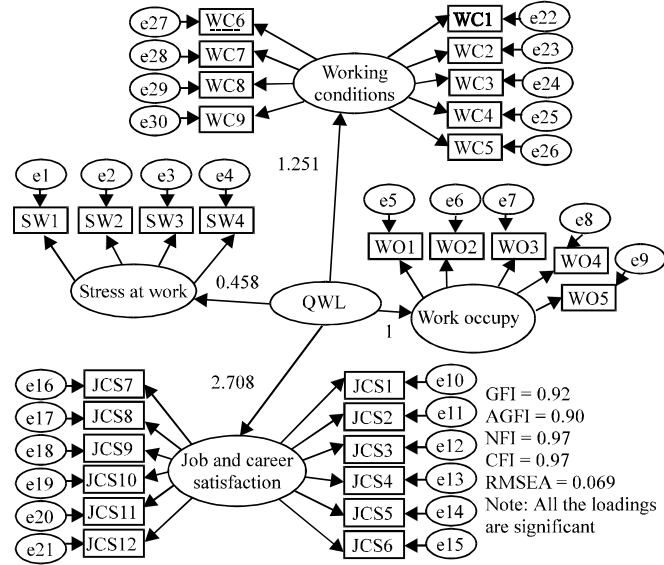 e27 WC6 WC1 e22
e28 WC7 WC2 e23
e29 WC8 Working conditions WC3 e24
e30 WC9 WC4 e25
WC5 e26
1.251
e1 e2 e3 e4
SW1 SW2 SW3 SW4
e5 e6 e7 e8
WO1 WO2 WO3 WO4 e9
WO5
Stress at work 0.458 QWL 1 Work occupy
2.708
e16 JCS7 JCS1 e10
e17 JCS8 JCS2 e11
e18 JCS9 JCS3 e12
e19 JCS10 Job and career satisfaction JCS4 e13
e20 JCS11 JCS5 e14
e21 JCS12 JCS6 e15
GFI = 0.92
AGFI = 0.90
NFI = 0.97
CFI = 0.97
RMSEA = 0.069
Note: All the loadings
are significant